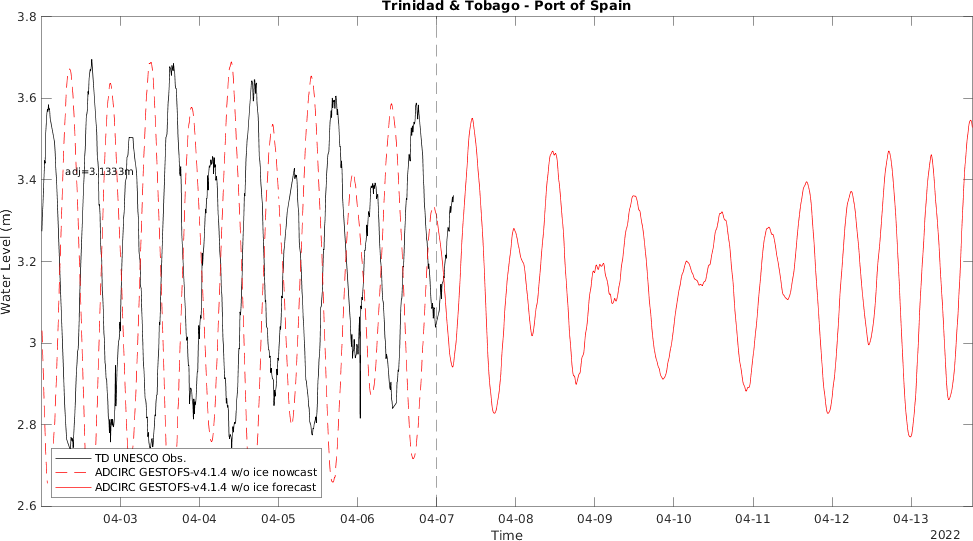 Trinidad & Tobago - Port of Spain
3.8
3.6
3.4
3.2
3
2.8
2.6
Water Level (m)
adj=3.1333m
TD UNESCO Obs.
ADCIRC GESTOFS-v4.1.4 w/o ice nowcast
ADCIRC GESTOFS-v4.1.4 w/o ice forecast
04-03 04-04 04-05 04-06 04-07 04-08 04-09 04-10 04-11 04-12 04-13
Time
2022